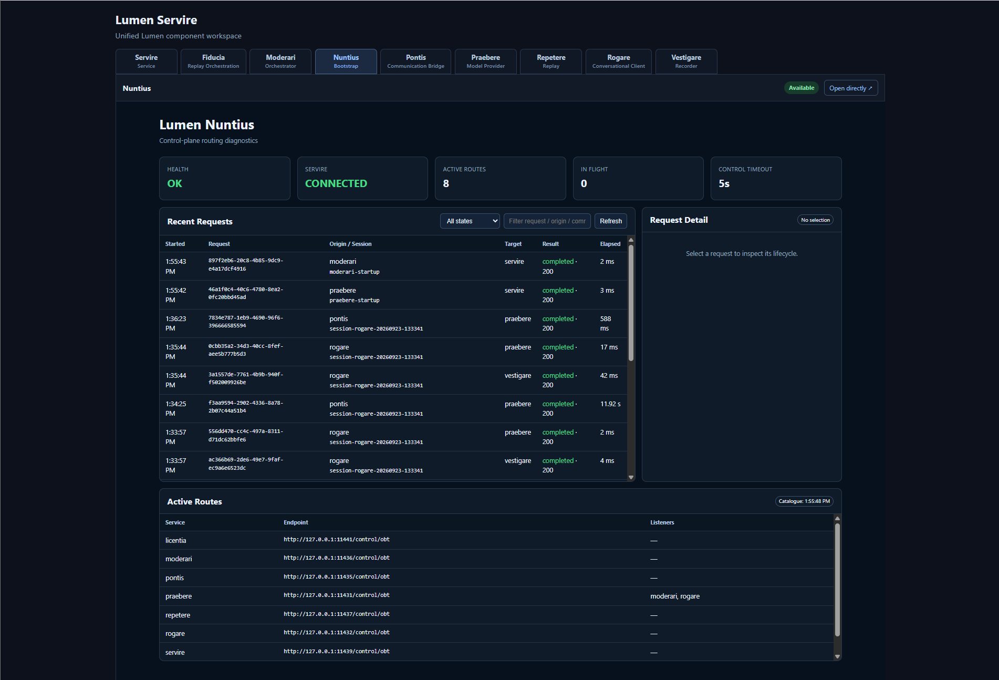 Lumen Servire
Unified Lumen component workspace
Servire
Service
Fiducia
Replay Orchestration
Moderari
Orchestrator
Nuntius
Bootstrap
Pontis
Communication Bridge
Praebere
Model Provider
Repetere
Replay
Rogare
Conversational Client
Vestigare
Recorder
Nuntius
Available
Open directly ↗
Lumen Nuntius
Control-plane routing diagnostics
HEALTH
OK
SERVIRE
CONNECTED
ACTIVE ROUTES
8
IN FLIGHT
0
CONTROL TIMEOUT
5s
Recent Requests
All states
Filter request / origin / comr
Refresh
Started Request Origin / Session Target Result Elapsed
1:55:43 897f2eb6-20c8-4b85-9dc9- moderari servire completed · 2 ms
PM e4a17dcf4916 moderari-startup 200
1:55:42 46a1f0c4-40c6-4780-8ea2- praebere servire completed · 3 ms
PM 0fc20bbd45ad praebere-startup 200
1:36:23 7834e787-1eb9-4690-96f6- pontis praebere completed · 588
PM 396666585594 session-rogare-20260923-133341 200 ms
1:35:44 0cbb35a2-34d3-40cc-8fef- rogare praebere completed · 17 ms
PM aee5b777b5d3 session-rogare-20260923-133341 200
1:35:44 3a1557de-7761-4b9b-940f- rogare vestigare completed · 42 ms
PM f502009926be session-rogare-20260923-133341 200
1:34:25 f3aa9594-2902-4336-8a78- pontis praebere completed · 11.92 s
PM 2b07c44a51b4 session-rogare-20260923-133341 200
1:33:57 556dd470-cc4c-497a-8311- rogare praebere completed · 2 ms
PM d71dc62bbfe6 session-rogare-20260923-133341 200
1:33:57 ac366b69-2de6-49e7-9faf- rogare vestigare completed · 4 ms
PM ec9a6e6523dc session-rogare-20260923-133341 200
Request Detail
No selection
Select a request to inspect its lifecycle.
Active Routes
Catalogue: 1:55:48 PM
Service Endpoint Listeners
licentia http://127.0.0.1:11441/control/obt —
moderari http://127.0.0.1:11436/control/obt —
pontis http://127.0.0.1:11435/control/obt —
praebere http://127.0.0.1:11431/control/obt moderari, rogare
repetere http://127.0.0.1:11437/control/obt —
rogare http://127.0.0.1:11432/control/obt —
servire http://127.0.0.1:11439/control/obt —